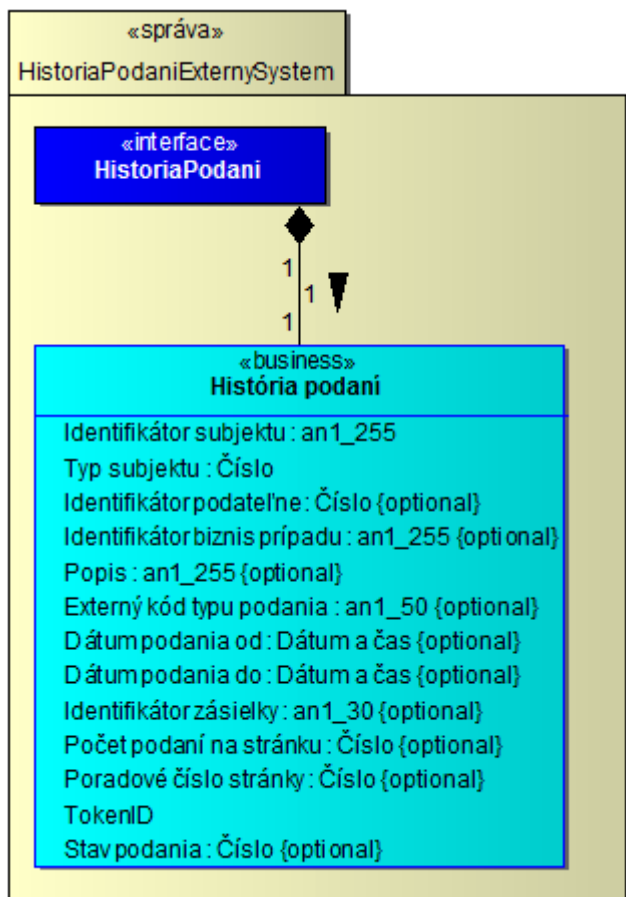 «správa»
HistoriaPodaniExternySystem
«interface»
HistoriaPodani
1
1
1
«business»
História podaní
Identifikátor subjektu : an1_255
Typ subjektu : Číslo
Identifikátor podateľne : Číslo {optional}
Identifikátor biznis prípadu : an1_255 {optional}
Popis : an1_255 {optional}
Externý kód typu podania : an1_50 {optional}
Dátum podania od : Dátum a čas {optional}
Dátum podania do : Dátum a čas {optional}
Identifikátor zásielky : an1_30 {optional}
Počet podaní na stránku : Číslo {optional}
Poradové číslo stránky : Číslo {optional}
TokenID
Stav podania : Číslo {optional}